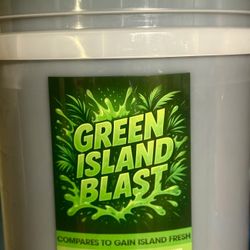 GREEN
ISLAND
BLAST
COMPARES TO GAIN ISLAND FRESH